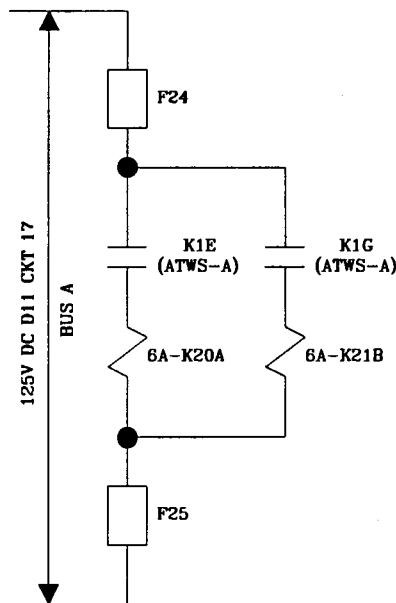 F24
K1E
(ATWS-A)
K1G
(ATWS-A)
125V DC D11 CKT 17
BUS A
6A-K20A
6A-K21B
F25